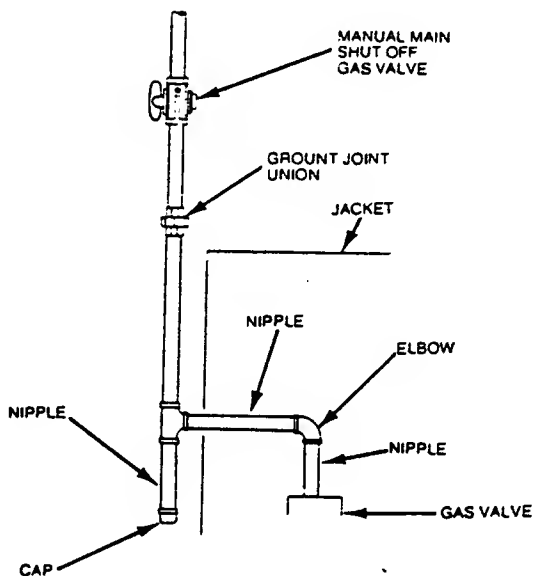 MANUAL MAIN
SHUT OFF
GAS VALVE
GROUNT JOINT
UNION
JACKET
NIPPLE
ELBOW
NIPPLE
NIPPLE
GAS VALVE
CAP